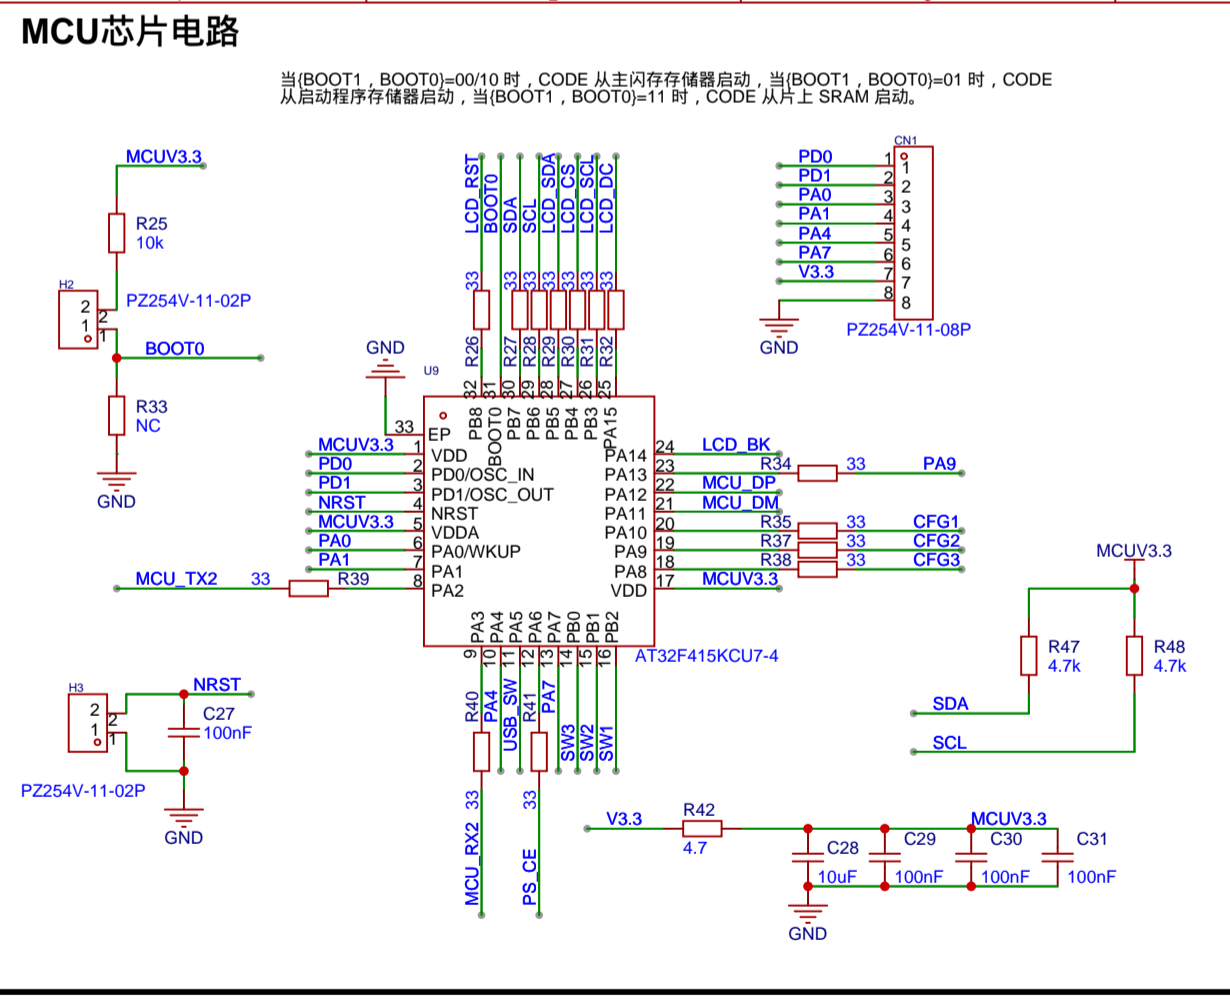 MCU芯片电路
当{BOOT1，BOOT0}=00/10 时，CODE 从主闪存存储器启动，当{BOOT1，BOOT0}=01 时，CODE
从启动程序存储器启动，当{BOOT1，BOOT0}=11 时，CODE 从片上 SRAM 启动。
MCUV3.3
R25
10k
H2
PZ254V-11-02P
2
2
1
1
BOOT0
R33
NC
GND
LCD_RST
BOOT0
SDA
SCL
LCD_SDA
LCD_CS
LCD_SCL
LCD_DC
33
33
33
33
33
33
33
R26
R27
R28
R29
R30
R31
R32
CN1
PD0
1
1
PD1
2
2
PA0
3
3
PA1
4
4
PA4
5
5
PA7
6
6
V3.3
7
7
8
8
PZ254V-11-08P
GND
GND
U9
32
31
30
29
28
27
26
25
PB8
BOOT0
PB7
PB6
PB5
PB4
PB3
PA15
33
EP
MCUV3.3
1
VDD
PD0
2
PD0/OSC_IN
PD1
3
PD1/OSC_OUT
NRST
4
NRST
MCUV3.3
5
VDDA
PA0
6
PA0/WKUP
PA1
7
PA1
MCU_TX2
33
R39
8
PA2
PA14
24
LCD_BK
PA13
23
R34
33
PA9
PA12
22
MCU_DP
PA11
21
MCU_DM
PA10
20
R35
33
CFG1
PA9
19
R37
33
CFG2
PA8
18
R38
33
CFG3
VDD
17
MCUV3.3
PA3
PA4
PA5
PA6
PA7
PB0
PB1
PB2
9
10
11
12
13
14
15
16
AT32F415KCU7-4
R40
PA4
USB_SW
R41
PA7
SW3
SW2
SW1
33
33
MCU_RX2
PS_CE
H3
2
2
1
1
NRST
C27
100nF
PZ254V-11-02P
GND
MCUV3.3
R47
4.7k
R48
4.7k
SDA
SCL
V3.3
R42
4.7
MCUV3.3
C28
10uF
C29
100nF
C30
100nF
C31
100nF
GND